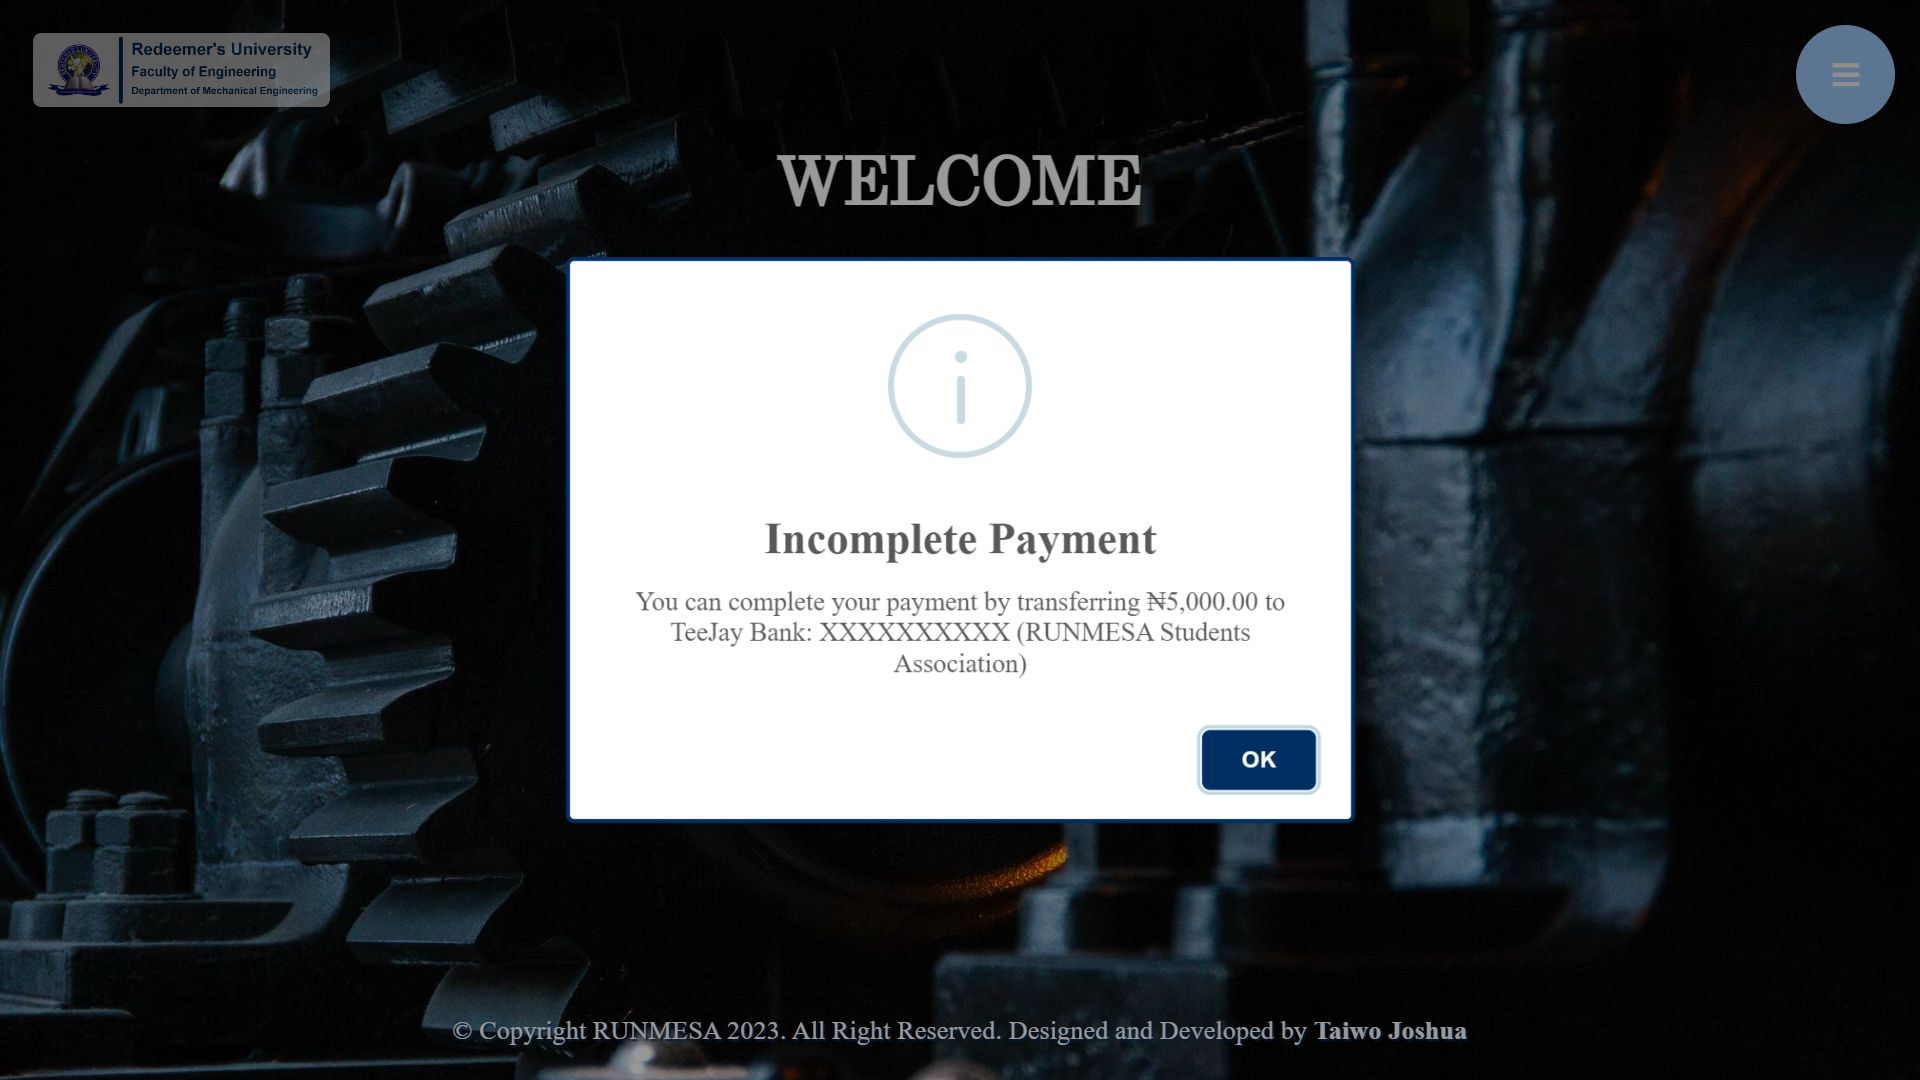 Redeemer's University
Faculty of Engineering
Department of Mechanical Engineering
WELCOME
Incomplete Payment
You can complete your payment by transferring ₦5,000.00 to
TeeJay Bank: XXXXXXXXXX (RUNMESA Students
Association)
OK
© Copyright RUNMESA 2023. All Right Reserved. Designed and Developed by Taiwo Joshua